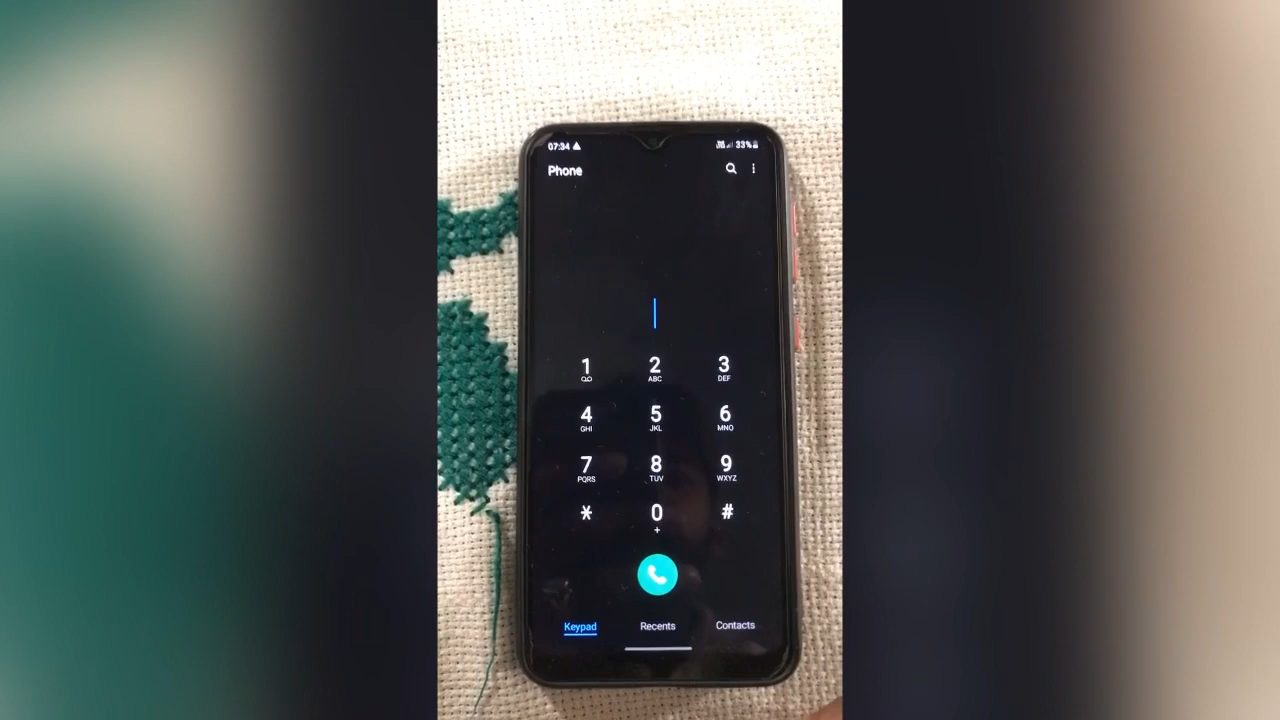 07:34 33%
Phone
1 2 3
ABC DEF
4 5 6
GHI JKL MNO
7 8 9
PQRS TUV WXYZ
* 0 #
+
Keypad Recents Contacts